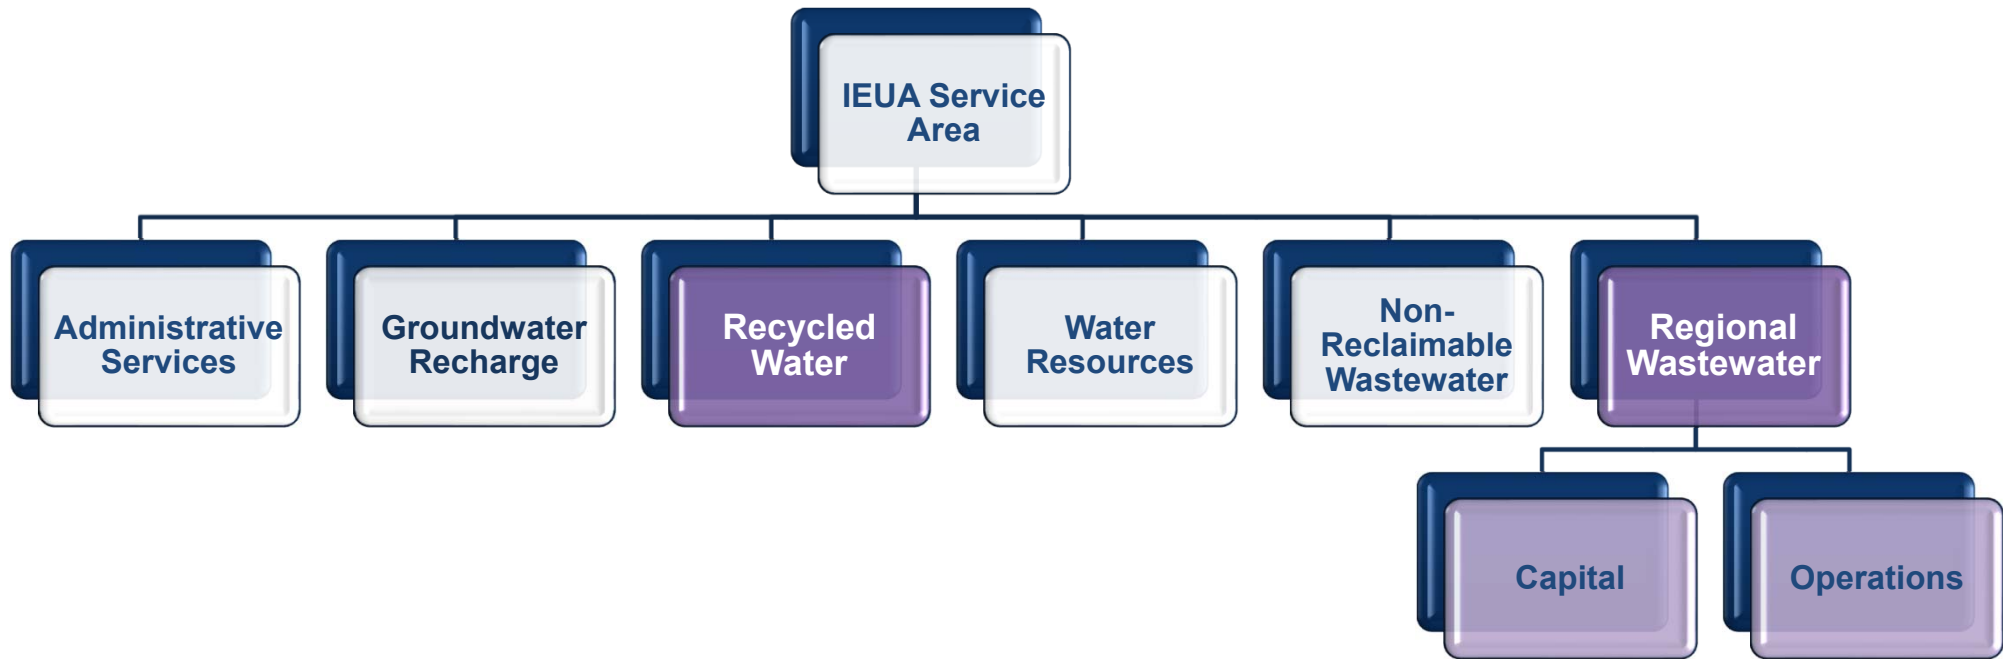 IEUA Service
Area
Administrative
Services
Groundwater
Recharge
Recycled
Water
Water
Resources
Non-
Reclaimable
Wastewater
Regional
Wastewater
Capital
Operations